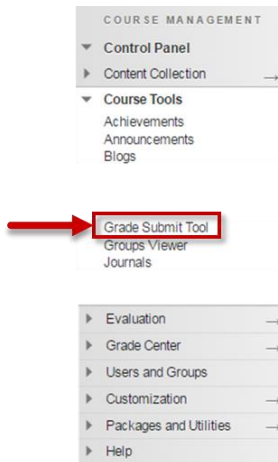 COURSE MANAGEMENT
Control Panel
Content Collection
Course Tools
Achievements
Announcements
Blogs
Grade Submit Tool
Groups Viewer
Journals
Evaluation
Grade Center
Users and Groups
Customization
Packages and Utilities
Help